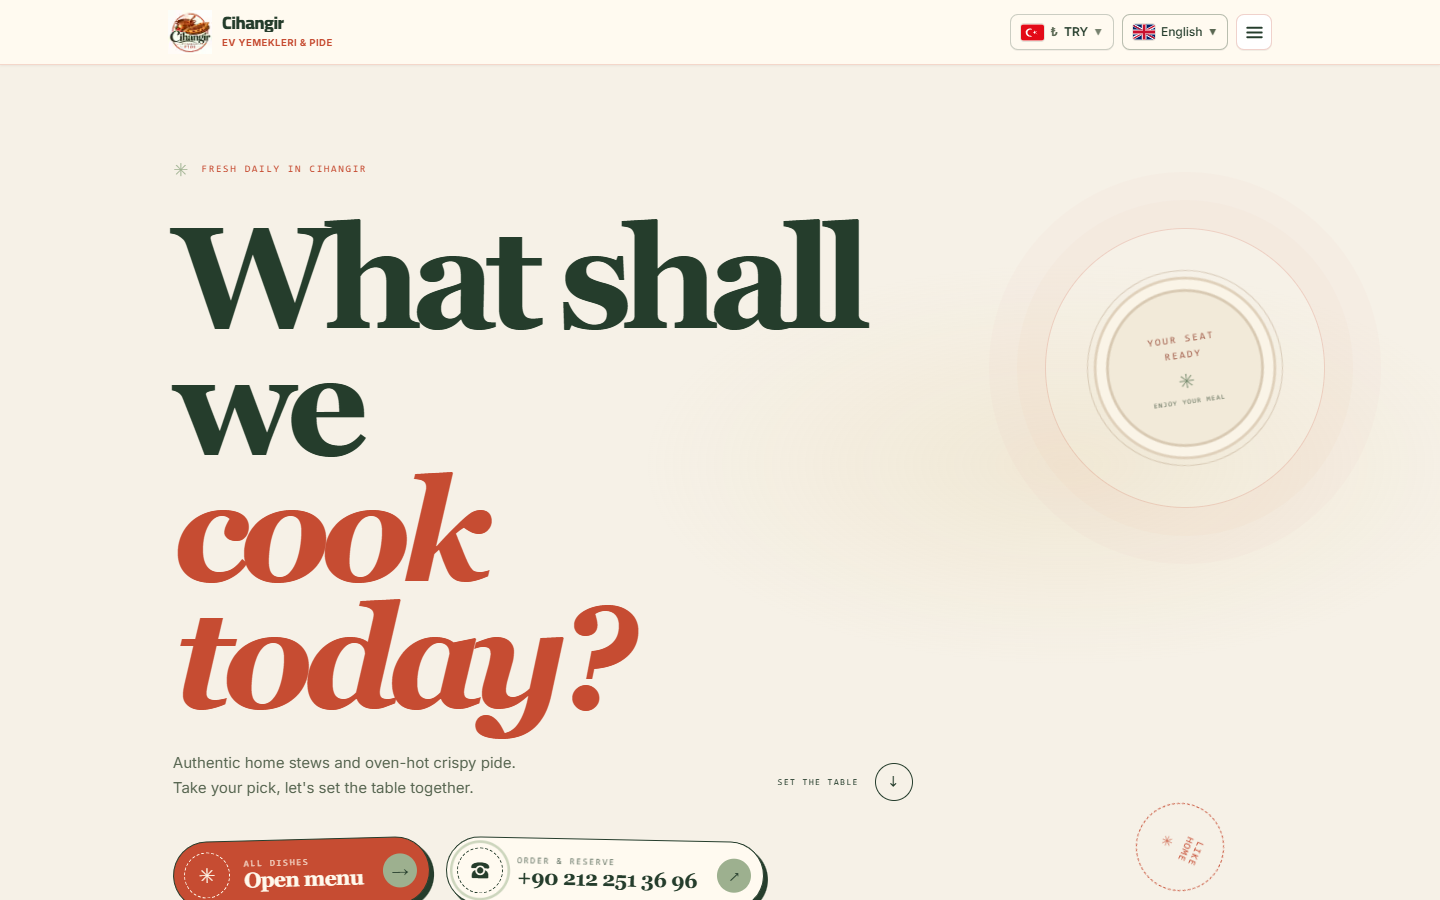 Cihangir
PIDE
Cihangir
EV YEMEKLERI & PIDE
₺ TRY ▼
English ▼
FRESH DAILY IN CIHANGIR
What shall
we
cook
today?
YOUR SEAT
READY
ENJOY YOUR MEAL
Authentic home stews and oven-hot crispy pide.
Take your pick, let's set the table together.
SET THE TABLE ↓
ALL DISHES
Open menu →
ORDER & RESERVE
+90 212 251 36 96 ↗
LIKE
HOME